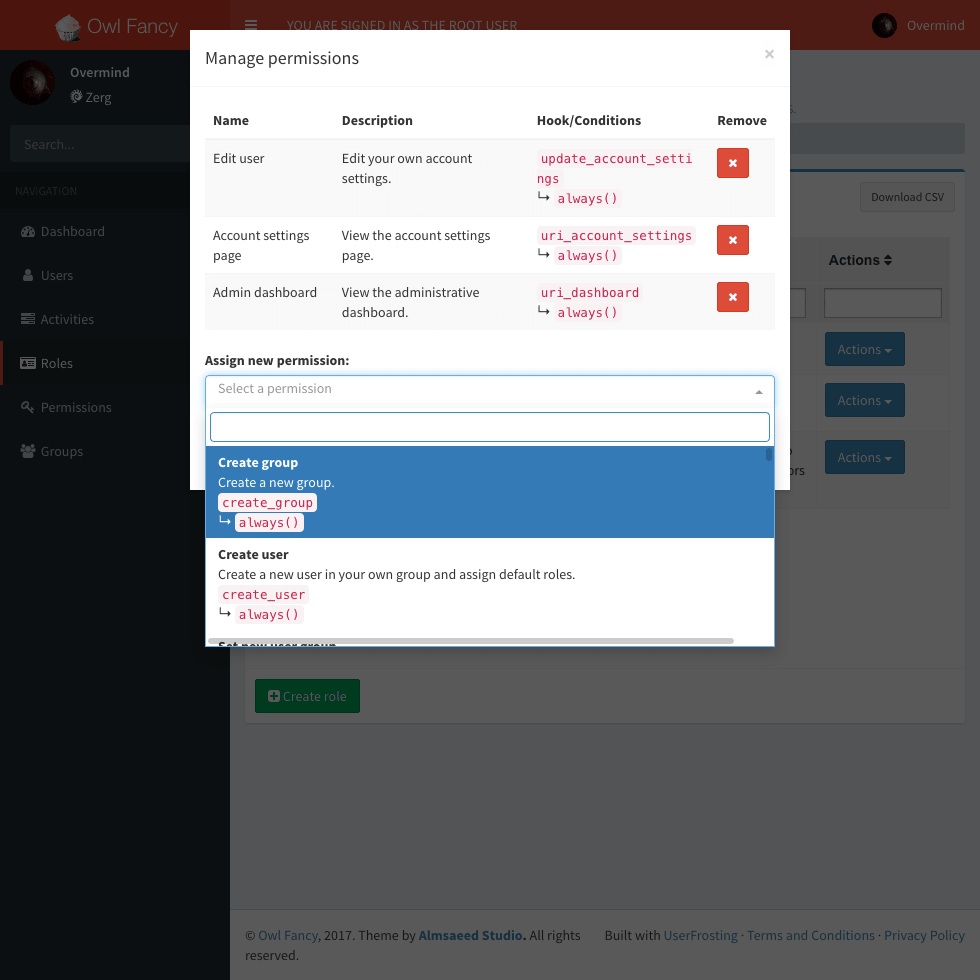 Owl Fancy
YOU ARE SIGNED IN AS THE ROOT USER
Overmind
Overmind
Zerg
Search...
NAVIGATION
Dashboard
Users
Activities
Roles
Permissions
Groups
Manage permissions
×
Name Description Hook/Conditions Remove
Edit user Edit your own account update_account_setti
settings. ngs
always()
Account settings View the account settings uri_account_settings
page page. always()
Admin dashboard View the administrative uri_dashboard
dashboard. always()
Assign new permission:
Select a permission
Create group
Create a new group.
create_group
always()
Create user
Create a new user in your own group and assign default roles.
create_user
always()
Set new user group
Download CSV
Actions
Actions
Actions
ors
Actions
Create role
© Owl Fancy, 2017. Theme by Almsaeed Studio. All rights
reserved.
Built with UserFrosting · Terms and Conditions · Privacy Policy